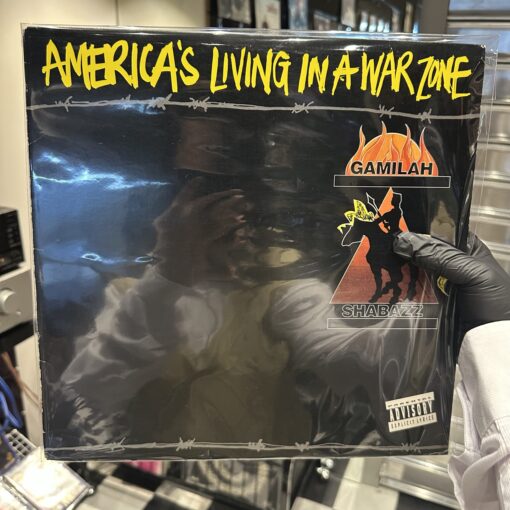 AMERICA'S LIVING IN A WAR ZONE
GAMILAH
SHABAZZ
PARENTAL
ADVISORY
EXPLICIT LYRICS